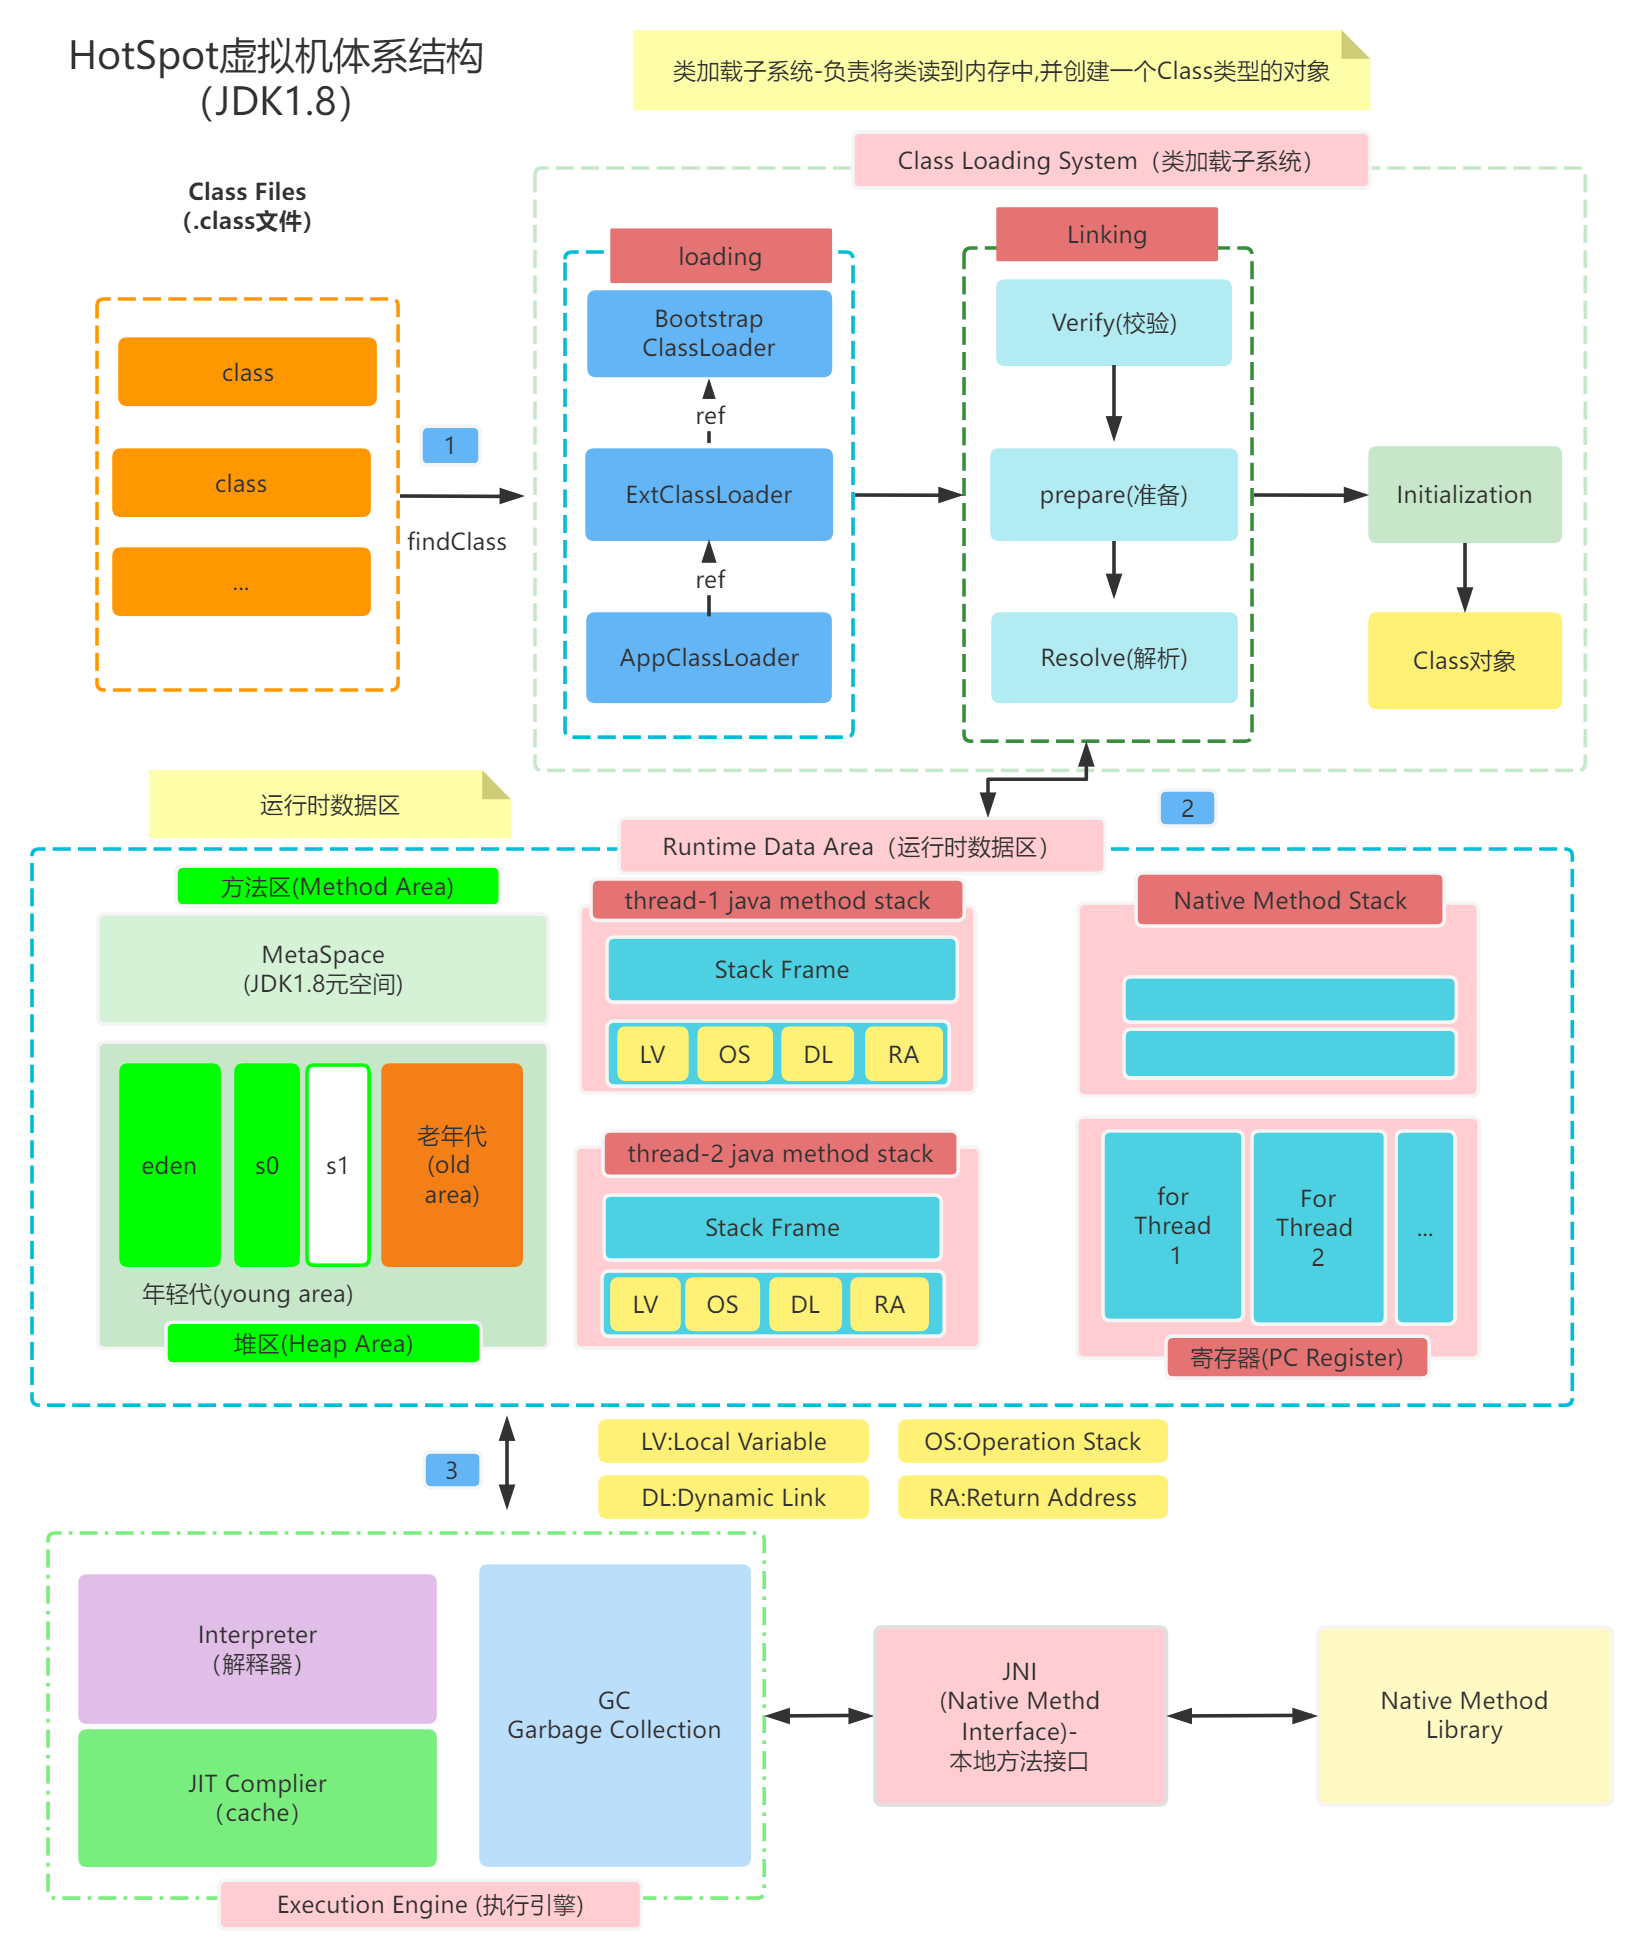 HotSpot虚拟机体系结构
（JDK1.8）
类加载子系统-负责将类读到内存中,并创建一个Class类型的对象
Class Loading System（类加载子系统）
Class Files
（.class文件）
class
class
...
1
findClass
loading
Bootstrap
ClassLoader
ref
ExtClassLoader
ref
AppClassLoader
Linking
Verify(校验)
prepare(准备)
Resolve(解析)
Initialization
Class对象
运行时数据区
2
Runtime Data Area（运行时数据区）
方法区(Method Area)
MetaSpace
(JDK1.8元空间)
eden
s0
s1
老年代
(old
area)
年轻代(young area)
堆区(Heap Area)
thread-1 java method stack
Stack Frame
LV
OS
DL
RA
thread-2 java method stack
Stack Frame
LV
OS
DL
RA
Native Method Stack
for
Thread
1
For
Thread
2
...
寄存器(PC Register)
3
LV:Local Variable
OS:Operation Stack
DL:Dynamic Link
RA:Return Address
Interpreter
（解释器）
JIT Complier
（cache）
GC
Garbage Collection
Execution Engine (执行引擎)
JNI
(Native Methd
Interface)-
本地方法接口
Native Method
Library